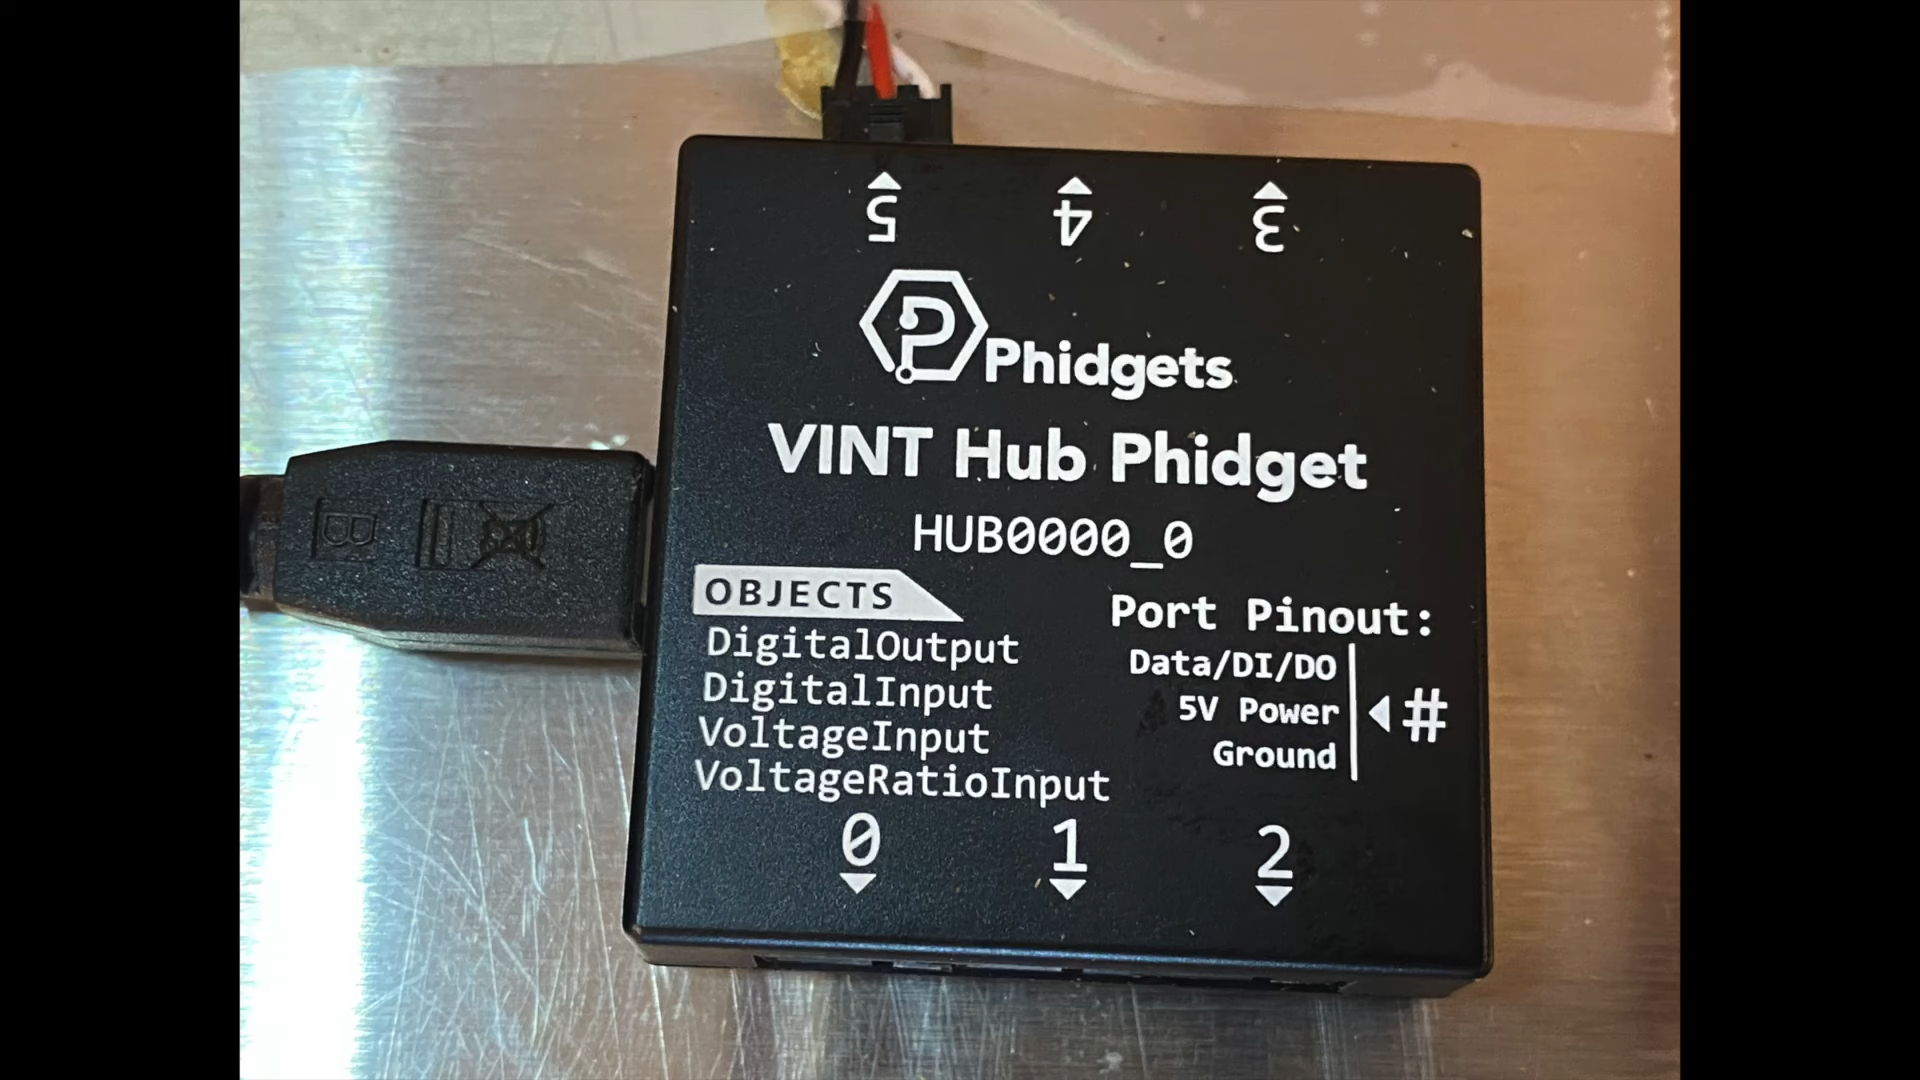 5 4 3
Phidgets
VINT Hub Phidget
HUB0000_0
OBJECTS
DigitalOutput
DigitalInput
VoltageInput
VoltageRatioInput
Port Pinout:
Data/DI/DO
5V Power
Ground
#
0 1 2
B